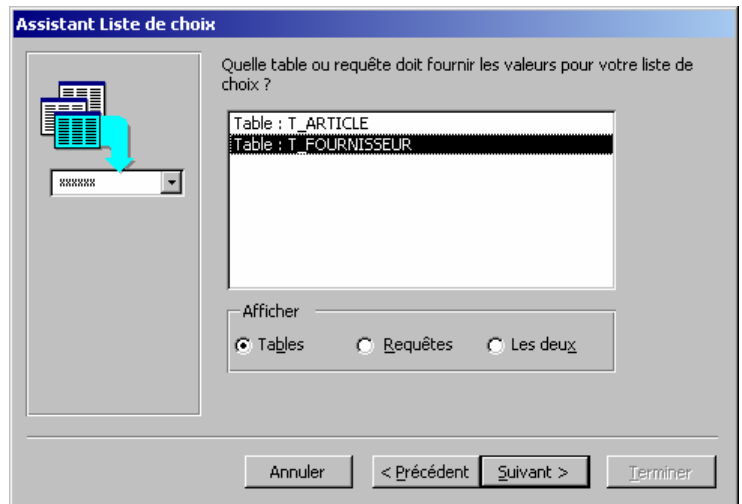 Assistant Liste de choix
Quelle table ou requête doit fournir les valeurs pour votre liste de
choix ?
Table : T_ARTICLE
Table : T_FOURNISSEUR
xxxxxx
Afficher
Tables Requêtes Les deux
Annuler < Précédent Suivant > Terminer